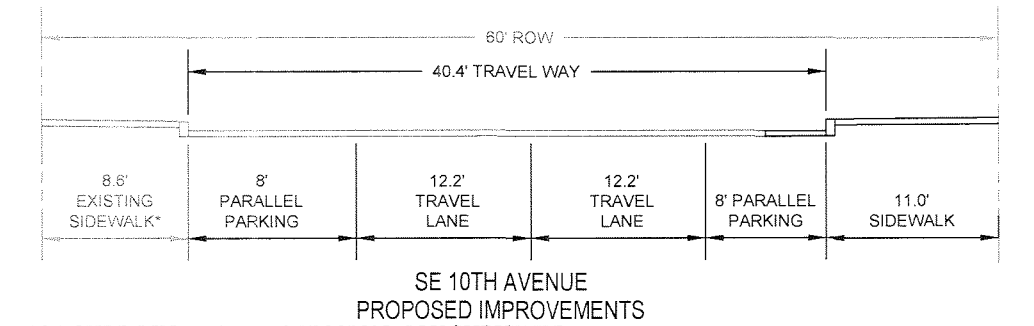 60' ROW
40.4' TRAVEL WAY
8.6'
EXISTING
SIDEWALK*
8'
PARALLEL
PARKING
12.2'
TRAVEL
LANE
12.2'
TRAVEL
LANE
8' PARALLEL
PARKING
11.0'
SIDEWALK
SE 10TH AVENUE
PROPOSED IMPROVEMENTS